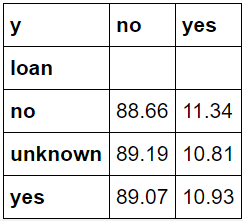 y no yes
loan
no 88.66 11.34
unknown 89.19 10.81
yes 89.07 10.93